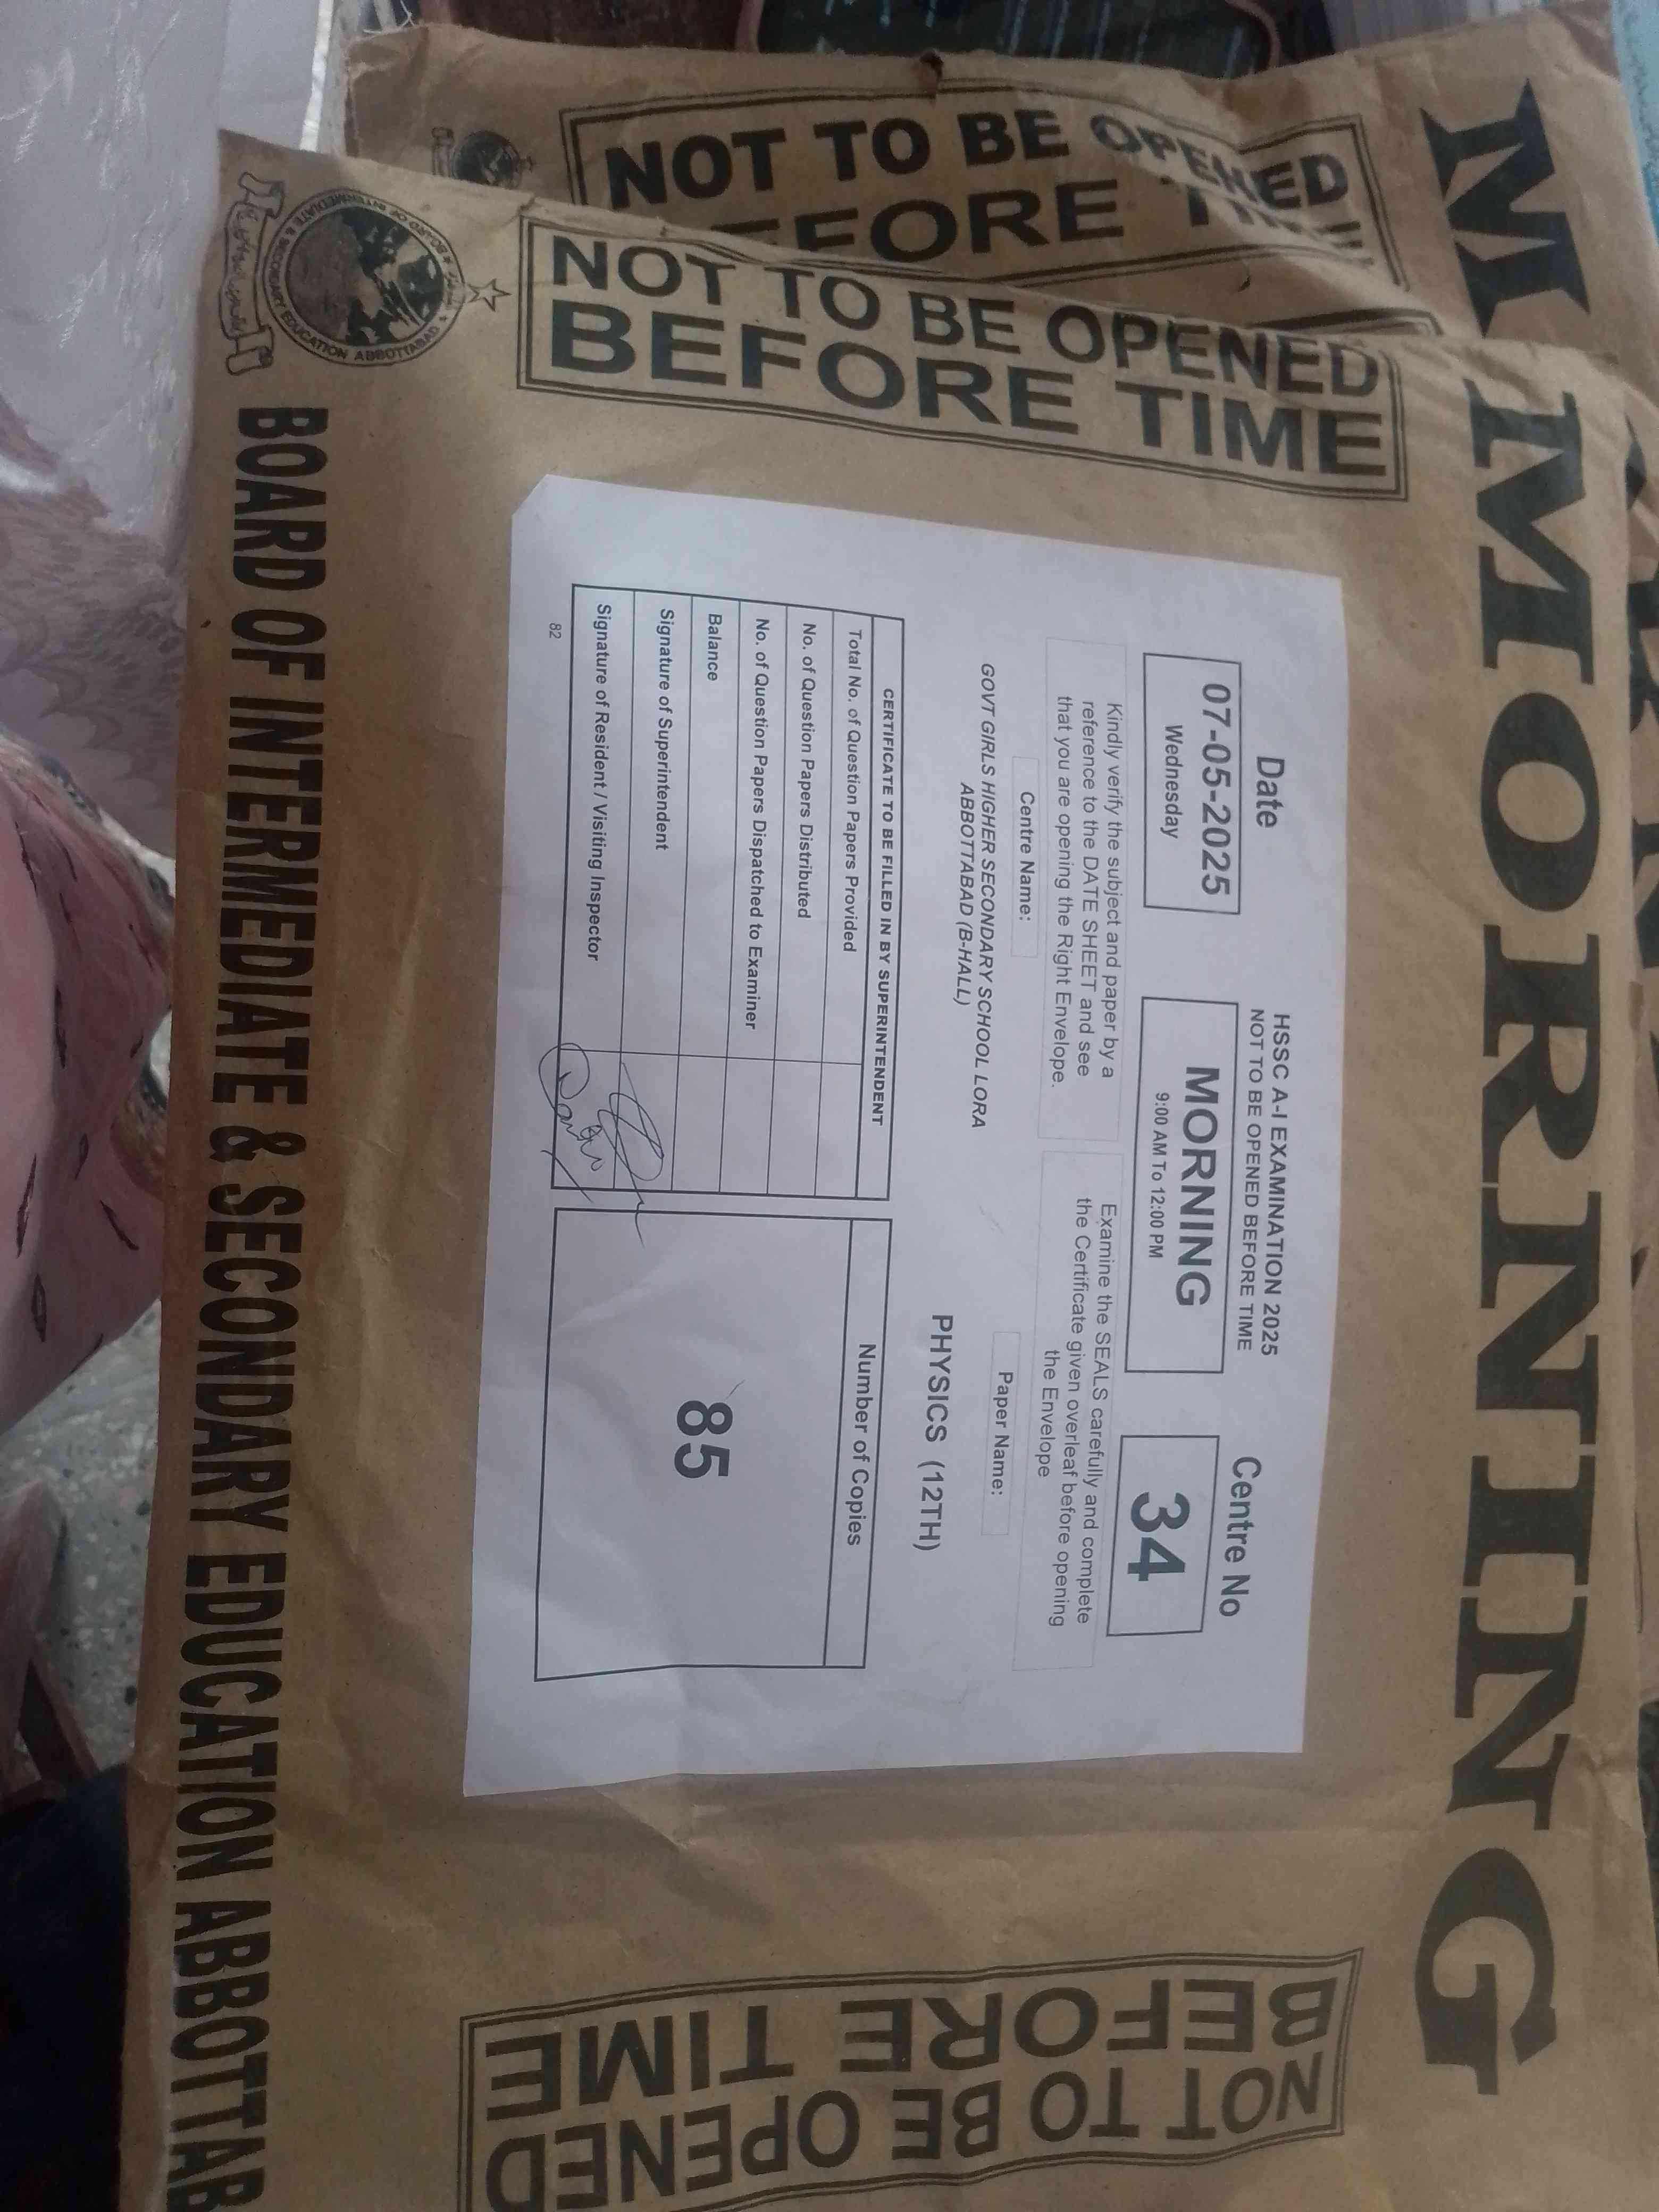 NOT TO BE OPENED
BEFORE
MORNING
NOT TO BE OPENED
BEFORE TIME
Date
07-05-2025
Wednesday
HSSC A-I EXAMINATION 2025
NOT TO BE OPENED BEFORE TIME
MORNING
9:00 AM To 12:00 PM
Centre No
34
Kindly verify the subject and paper by a
reference to the DATE SHEET and see
that you are opening the Right Envelope.
Examine the SEALS carefully and complete
the Certificate given overleaf before opening
the Envelope
Centre Name:
GOVT GIRLS HIGHER SECONDARY SCHOOL LORA
ABBOTTABAD (B-HALL)
Paper Name:
PHYSICS (12TH)
CERTIFICATE TO BE FILLED IN BY SUPERINTENDENT
Total No. of Question Papers Provided
No. of Question Papers Distributed
No. of Question Papers Dispatched to Examiner
Balance
Signature of Superintendent
Signature of Resident / Visiting Inspector
Number of Copies
85
82
NOT TO BE OPENED
BEFORE TIME
BOARD OF INTERMEDIATE & SECONDARY EDUCATION ABBOTTAB
BOARD OF INTERMEDIATE & SECONDARY EDUCATION ABBOTTABAD